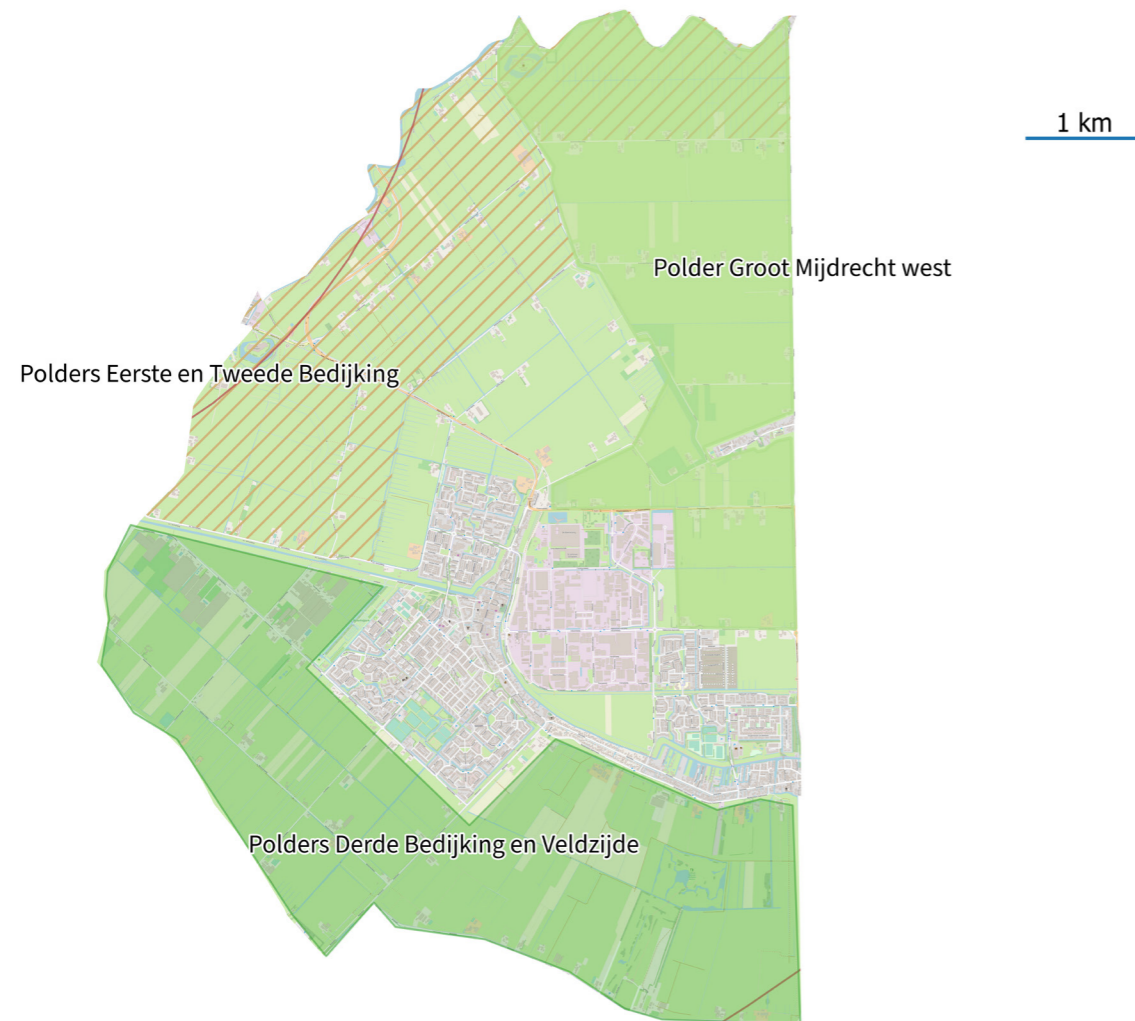 1 km
Polder Groot Mijdrecht west
Polders Eerste en Tweede Bedijking
Polders Derde Bedijking en Veldzijde